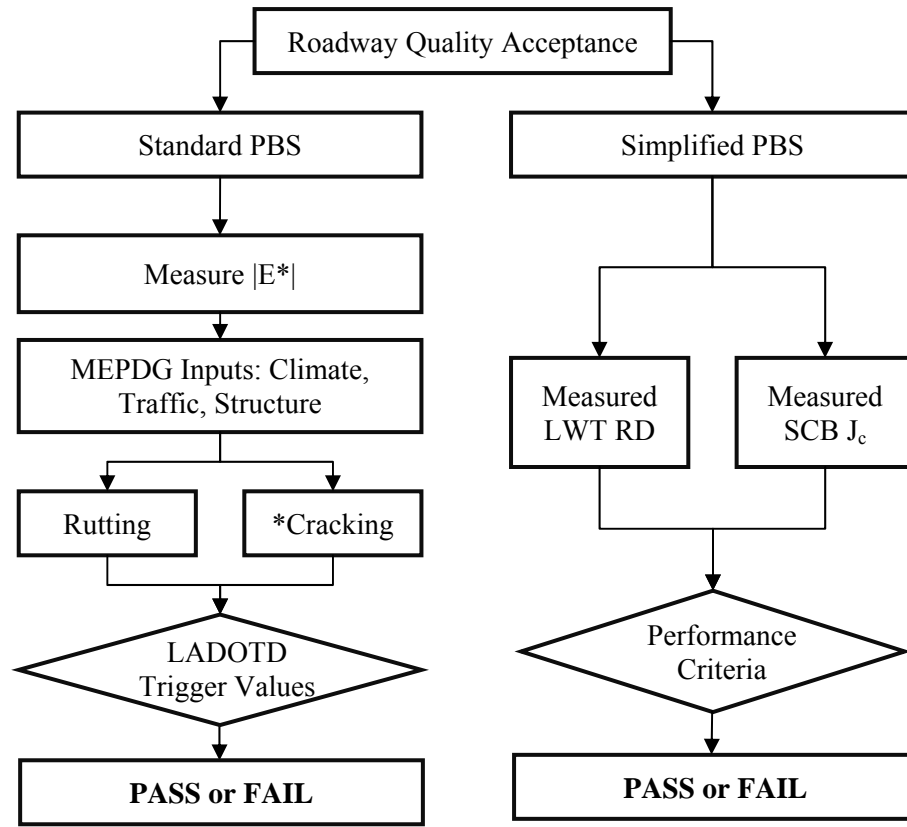 Roadway Quality Acceptance
Standard PBS
Simplified PBS
Measure |E*|
MEPDG Inputs: Climate,
Traffic, Structure
Measured
LWT RD
Measured
SCB Jc
Rutting
*Cracking
LADOTD
Trigger Values
Performance
Criteria
PASS or FAIL
PASS or FAIL